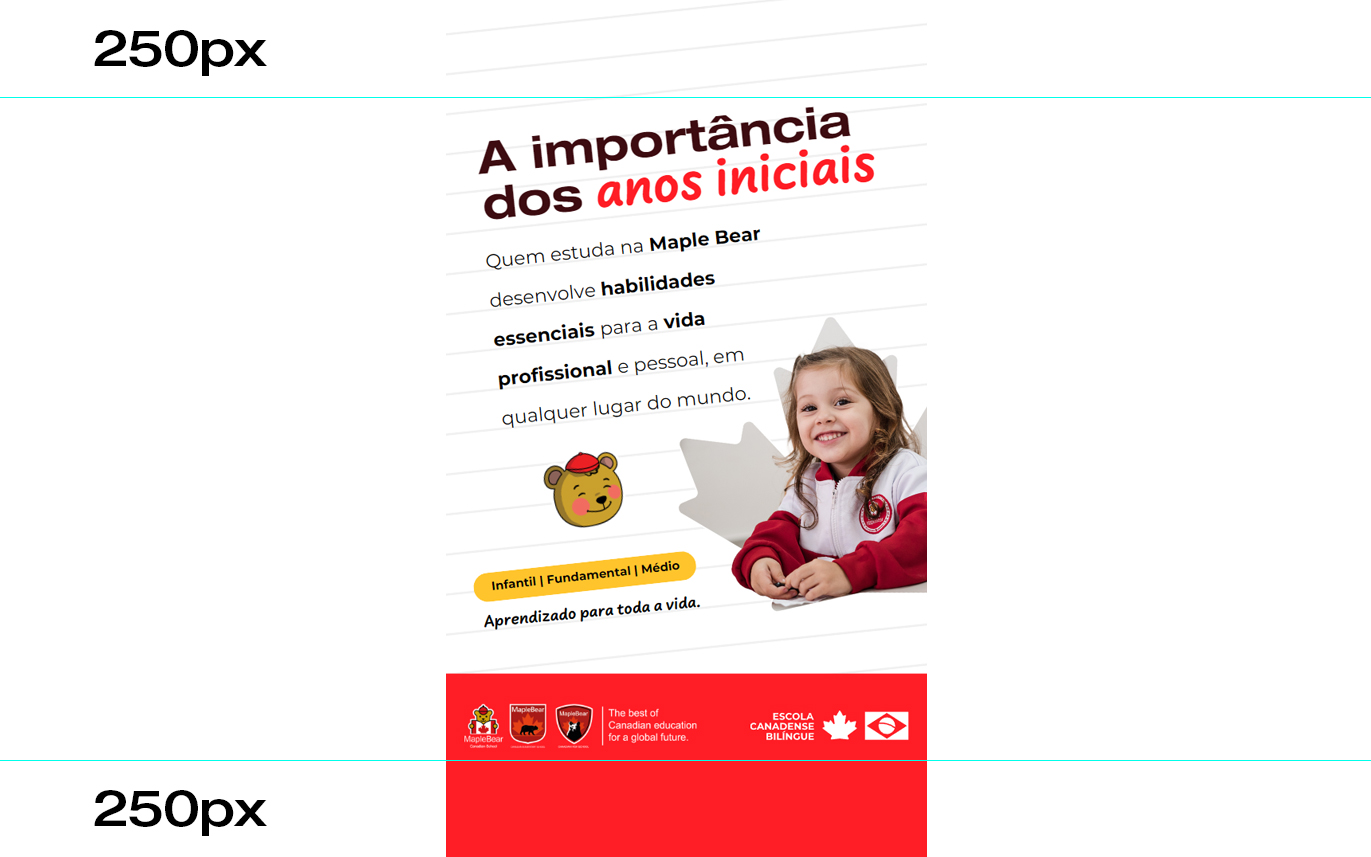 250px
A importância
dos anos iniciais
Quem estuda na Maple Bear
desenvolve habilidades
essenciais para a vida
profissional e pessoal, em
qualquer lugar do mundo.
Infantil | Fundamental | Médio
Aprendizado para toda a vida.
MapleBear
Canadian School
MapleBear
MapleBear
The best of
Canadian education
for a global future.
ESCOLA
CANADENSE
BILÍNGUE
250px